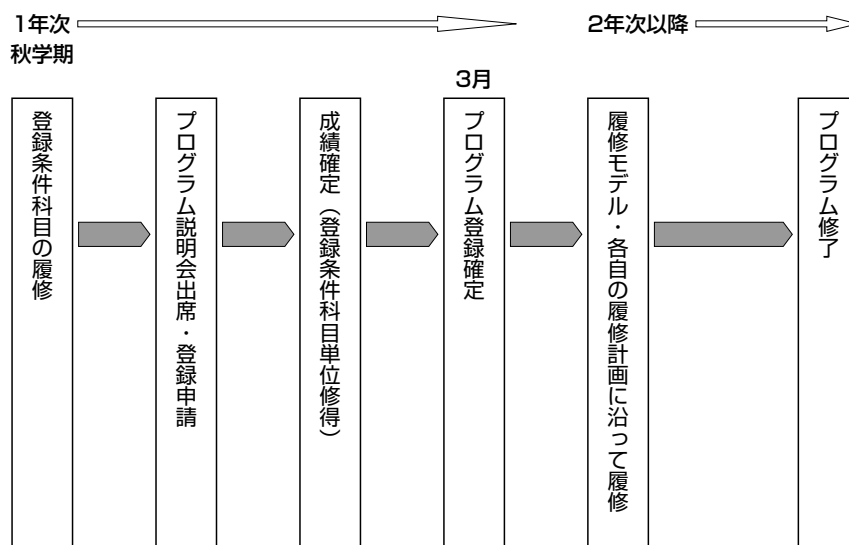 1年次
秋学期
2年次以降
3月
登録条件科目の履修
プログラム説明会出席・登録申請
成績確定（登録条件科目単位修得）
プログラム登録確定
履修モデル・各自の履修計画に沿って履修
プログラム修了